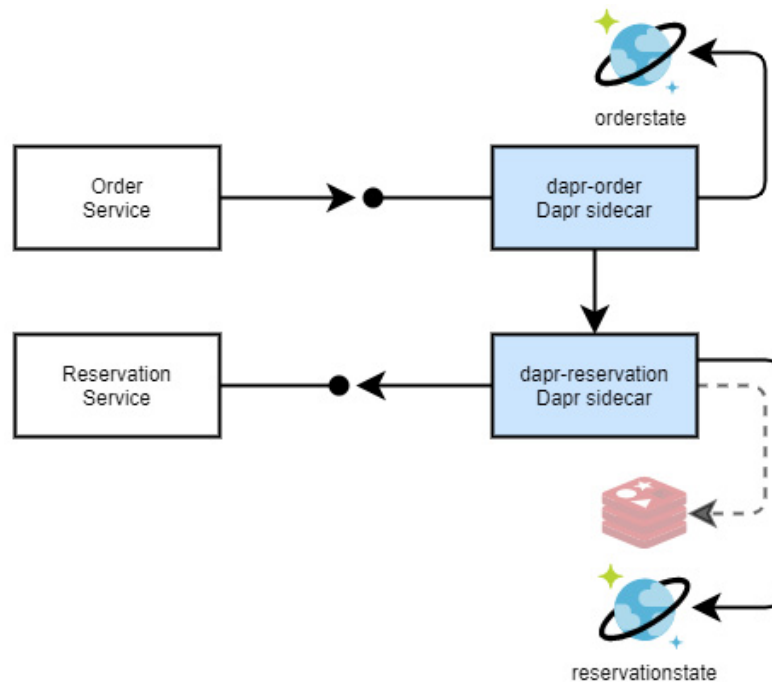 orderstate
Order
Service
dapr-order
Dapr sidecar
Reservation
Service
dapr-reservation
Dapr sidecar
reservationstate